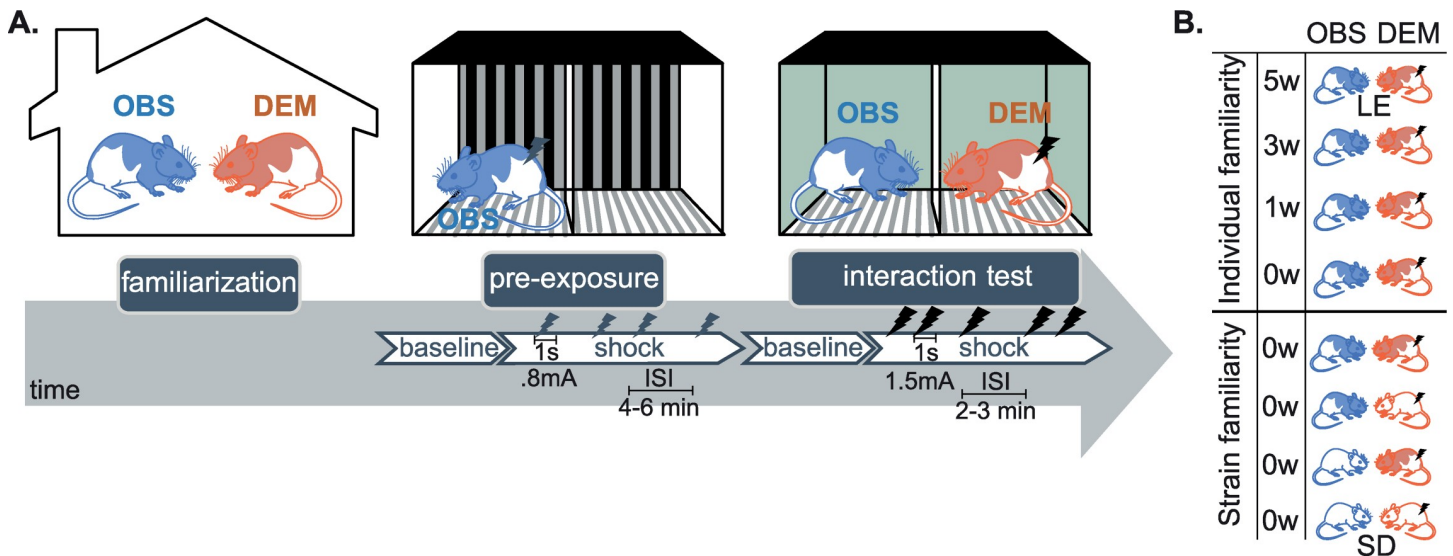 A.
OBS
DEM
OBS
OBS
DEM
familiarization
pre-exposure
interaction test
baseline
1s
shock
.8mA
ISI
4-6 min
baseline
1s
shock
1.5mA
ISI
2-3 min
time
B.
OBS DEM
Individual familiarity
5w
LE
3w
1w
0w
Strain familiarity
0w
0w
0w
0w
SD